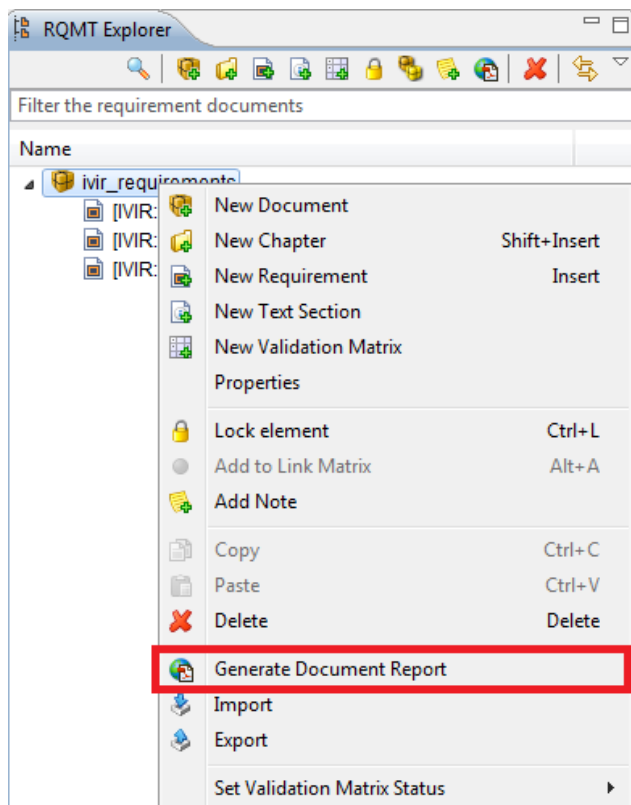 RQMT Explorer
Filter the requirement documents
Name
ivir_requirements
[IVIR:
[IVIR:
[IVIR:
New Document
New Chapter Shift+Insert
New Requirement Insert
New Text Section
New Validation Matrix
Properties
Lock element Ctrl+L
Add to Link Matrix Alt+A
Add Note
Copy Ctrl+C
Paste Ctrl+V
Delete Delete
Generate Document Report
Import
Export
Set Validation Matrix Status